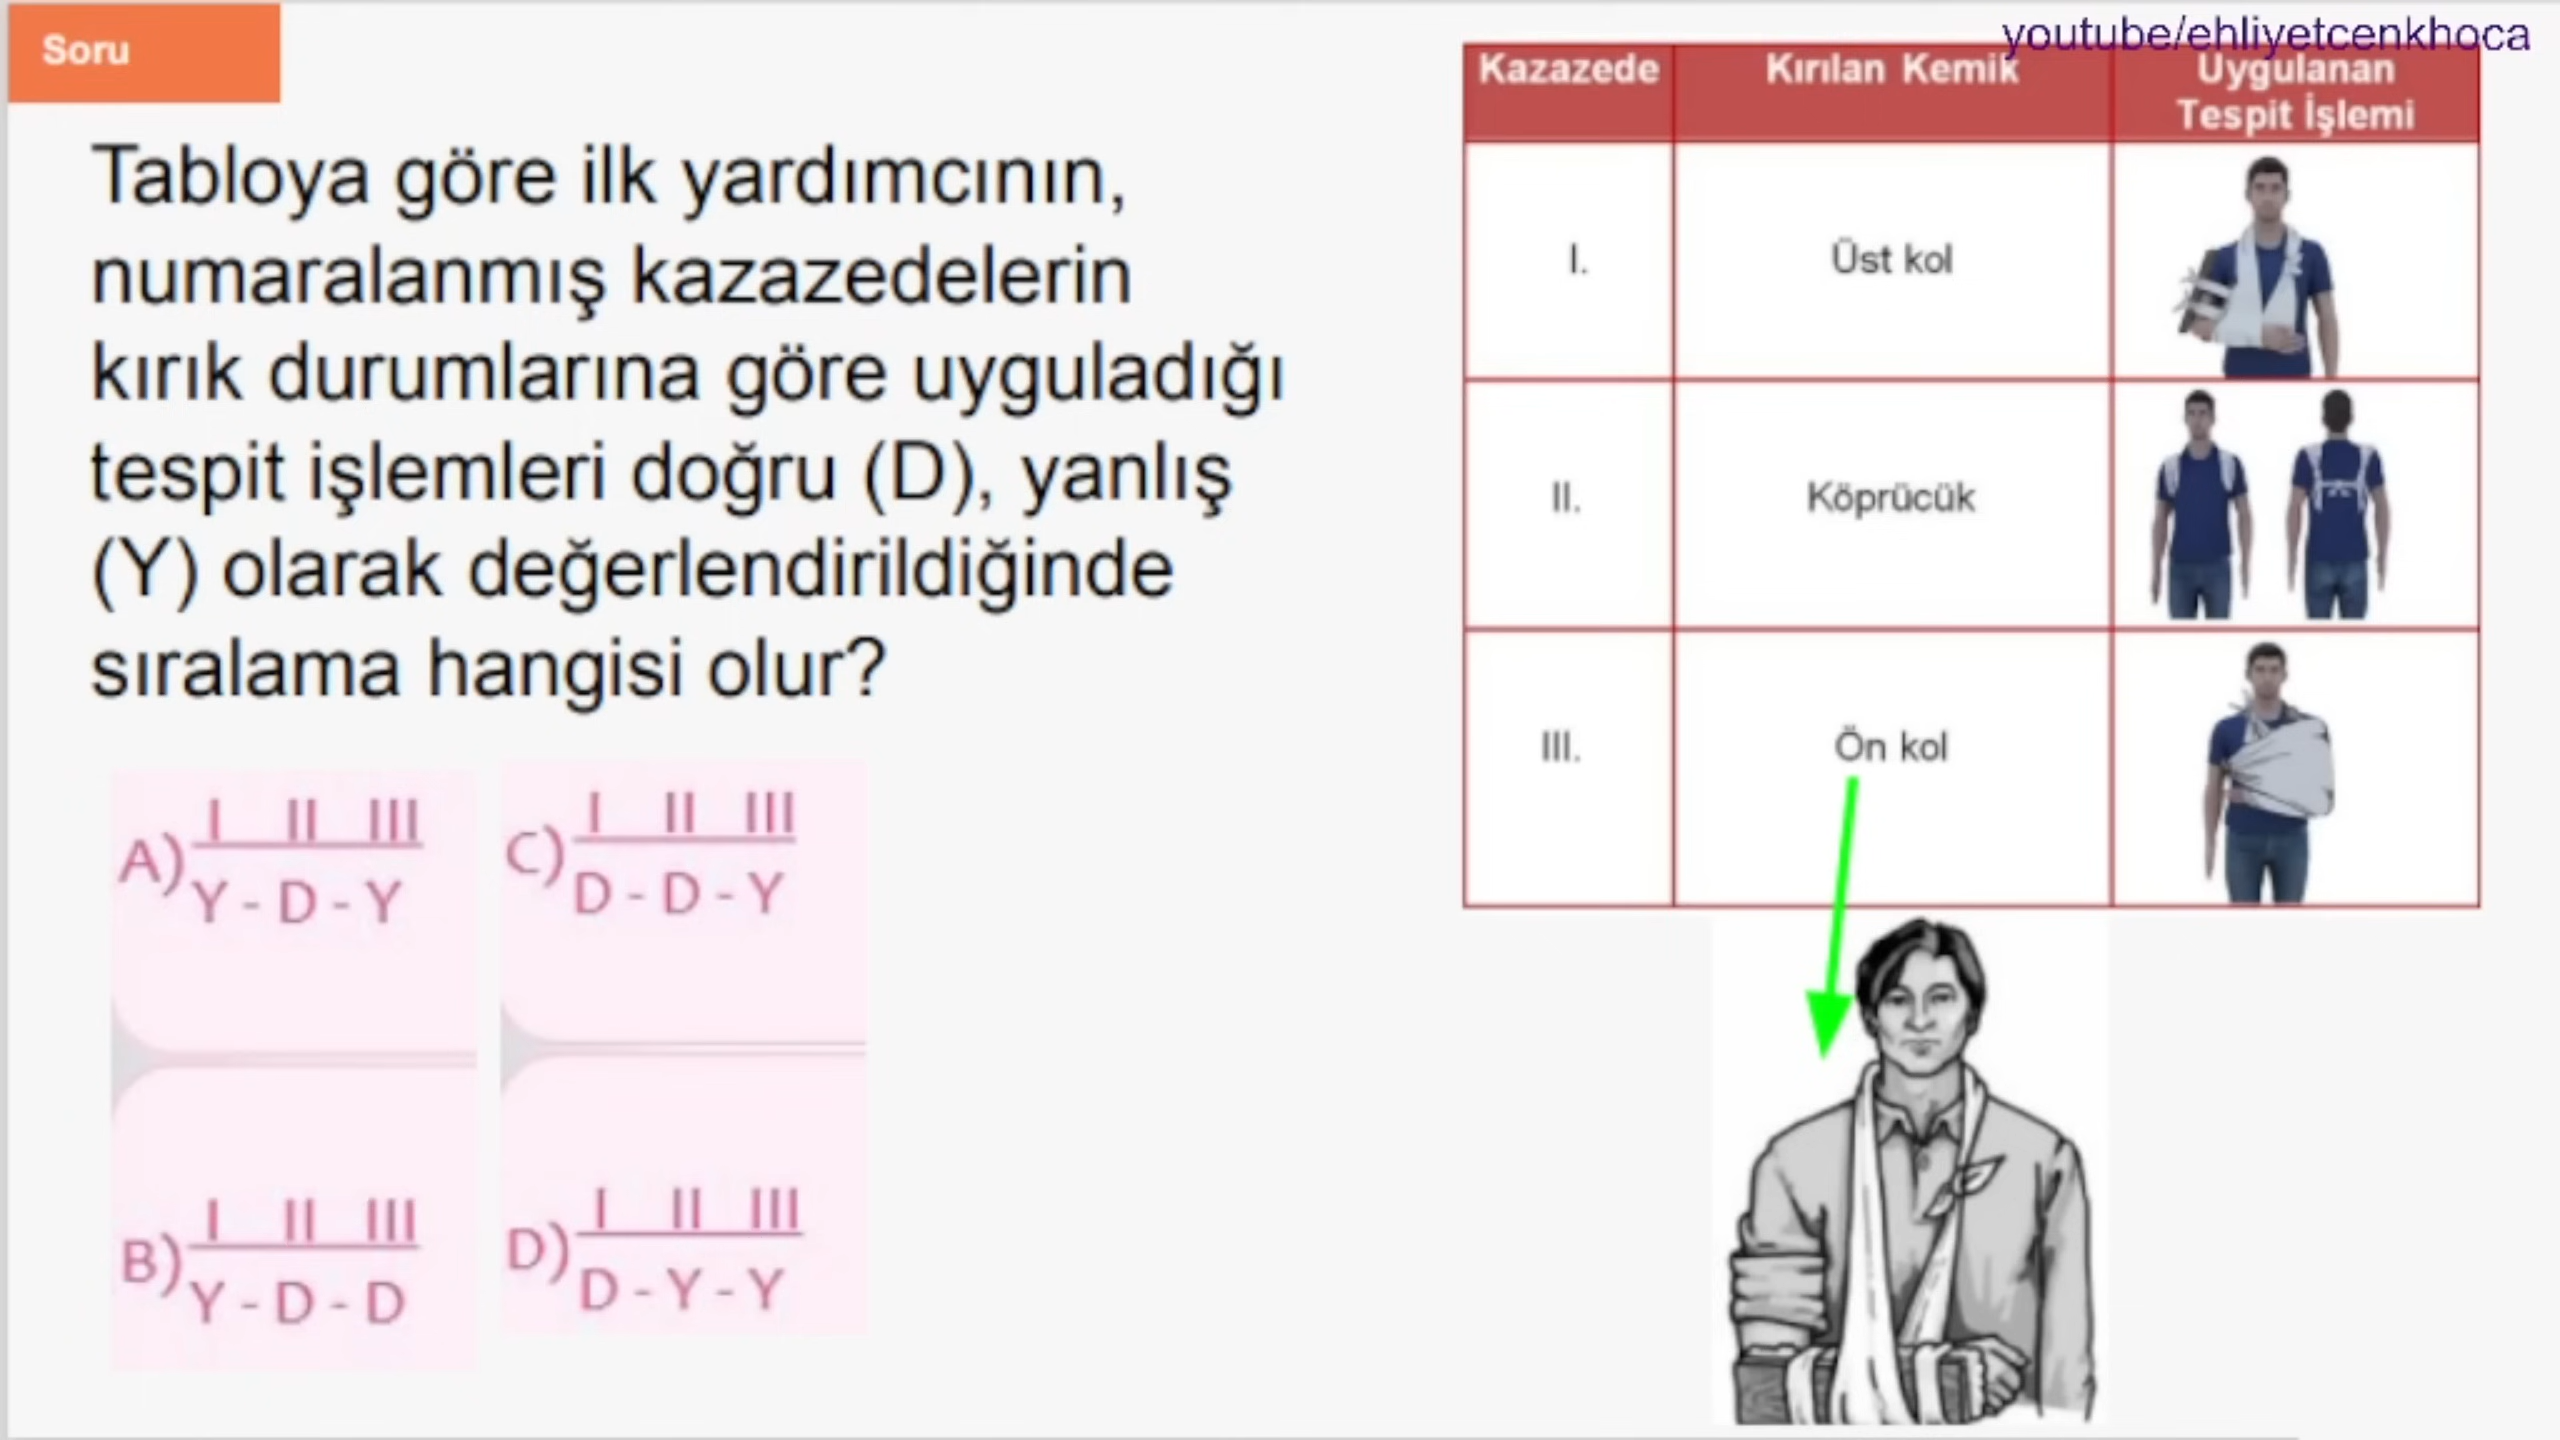 Soru
youtube/ehliyetcenkhoca
Tabloya göre ilk yardımcının,
numaralanmış kazazedelerin
kırık durumlarına göre uyguladığı
tespit işlemleri doğru (D), yanlış
(Y) olarak değerlendirildiğinde
sıralama hangisi olur?
A) I II III
Y - D - Y
B) I II III
Y - D - D
C) I II III
D - D - Y
D) I II III
D - Y - Y
Kazazede Kırılan Kemik Uygulanan
Tespit İşlemi
I. Üst kol
II. Köprücük
III. Ön kol